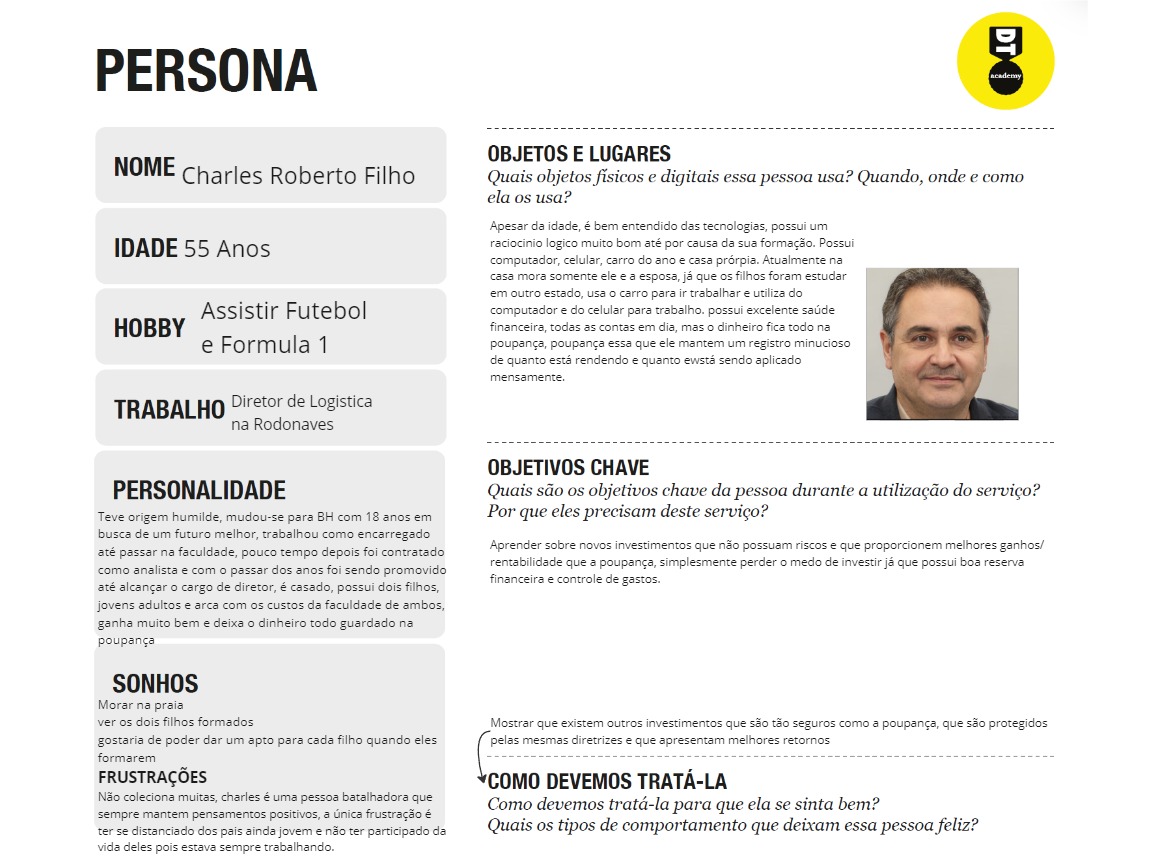 PERSONA
DT
academy
NOME Charles Roberto Filho
IDADE 55 Anos
HOBBY Assistir Futebol
e Formula 1
TRABALHO Diretor de Logistica
na Rodonaves
PERSONALIDADE
Teve origem humilde, mudou-se para BH com 18 anos em
busca de um futuro melhor, trabalhou como encarregado
até passar na faculdade, pouco tempo depois foi contratado
como analista e com o passar dos anos foi sendo promovido
até alcançar o cargo de diretor, é casado, possui dois filhos,
jovens adultos e arca com os custos da faculdade de ambos,
ganha muito bem e deixa o dinheiro todo guardado na
poupança
SONHOS
Morar na praia
ver os dois filhos formados
gostaria de poder dar um apto para cada filho quando eles
formarem
FRUSTRAÇÕES
Não coleciona muitas, charles é uma pessoa batalhadora que
sempre mantem pensamentos positivos, a única frustração é
ter se distanciado dos pais ainda jovem e não ter participado da
vida deles pois estava sempre trabalhando.
OBJETOS E LUGARES
Quais objetos físicos e digitais essa pessoa usa? Quando, onde e como
ela os usa?
Apesar da idade, é bem entendido das tecnologias, possui um
raciocinio logico muito bom até por causa da sua formação. Possui
computador, celular, carro do ano e casa prórpia. Atualmente na
casa mora somente ele e a esposa, já que os filhos foram estudar
em outro estado, usa o carro para ir trabalhar e utiliza do
computador e do celular para trabalho. possui excelente saúde
financeira, todas as contas em dia, mas o dinheiro fica todo na
poupança, poupança essa que ele mantem um registro minucioso
de quanto está rendendo e quanto ewstá sendo aplicado
mensamente.
OBJETIVOS CHAVE
Quais são os objetivos chave da pessoa durante a utilização do serviço?
Por que eles precisam deste serviço?
Aprender sobre novos investimentos que não possuam riscos e que proporcionem melhores ganhos/
rentabilidade que a poupança, simplesmente perder o medo de investir já que possui boa reserva
financeira e controle de gastos.
Mostrar que existem outros investimentos que são tão seguros como a poupança, que são protegidos
pelas mesmas diretrizes e que apresentam melhores retornos
COMO DEVEMOS TRATÁ-LA
Como devemos tratá-la para que ela se sinta bem?
Quais os tipos de comportamento que deixam essa pessoa feliz?